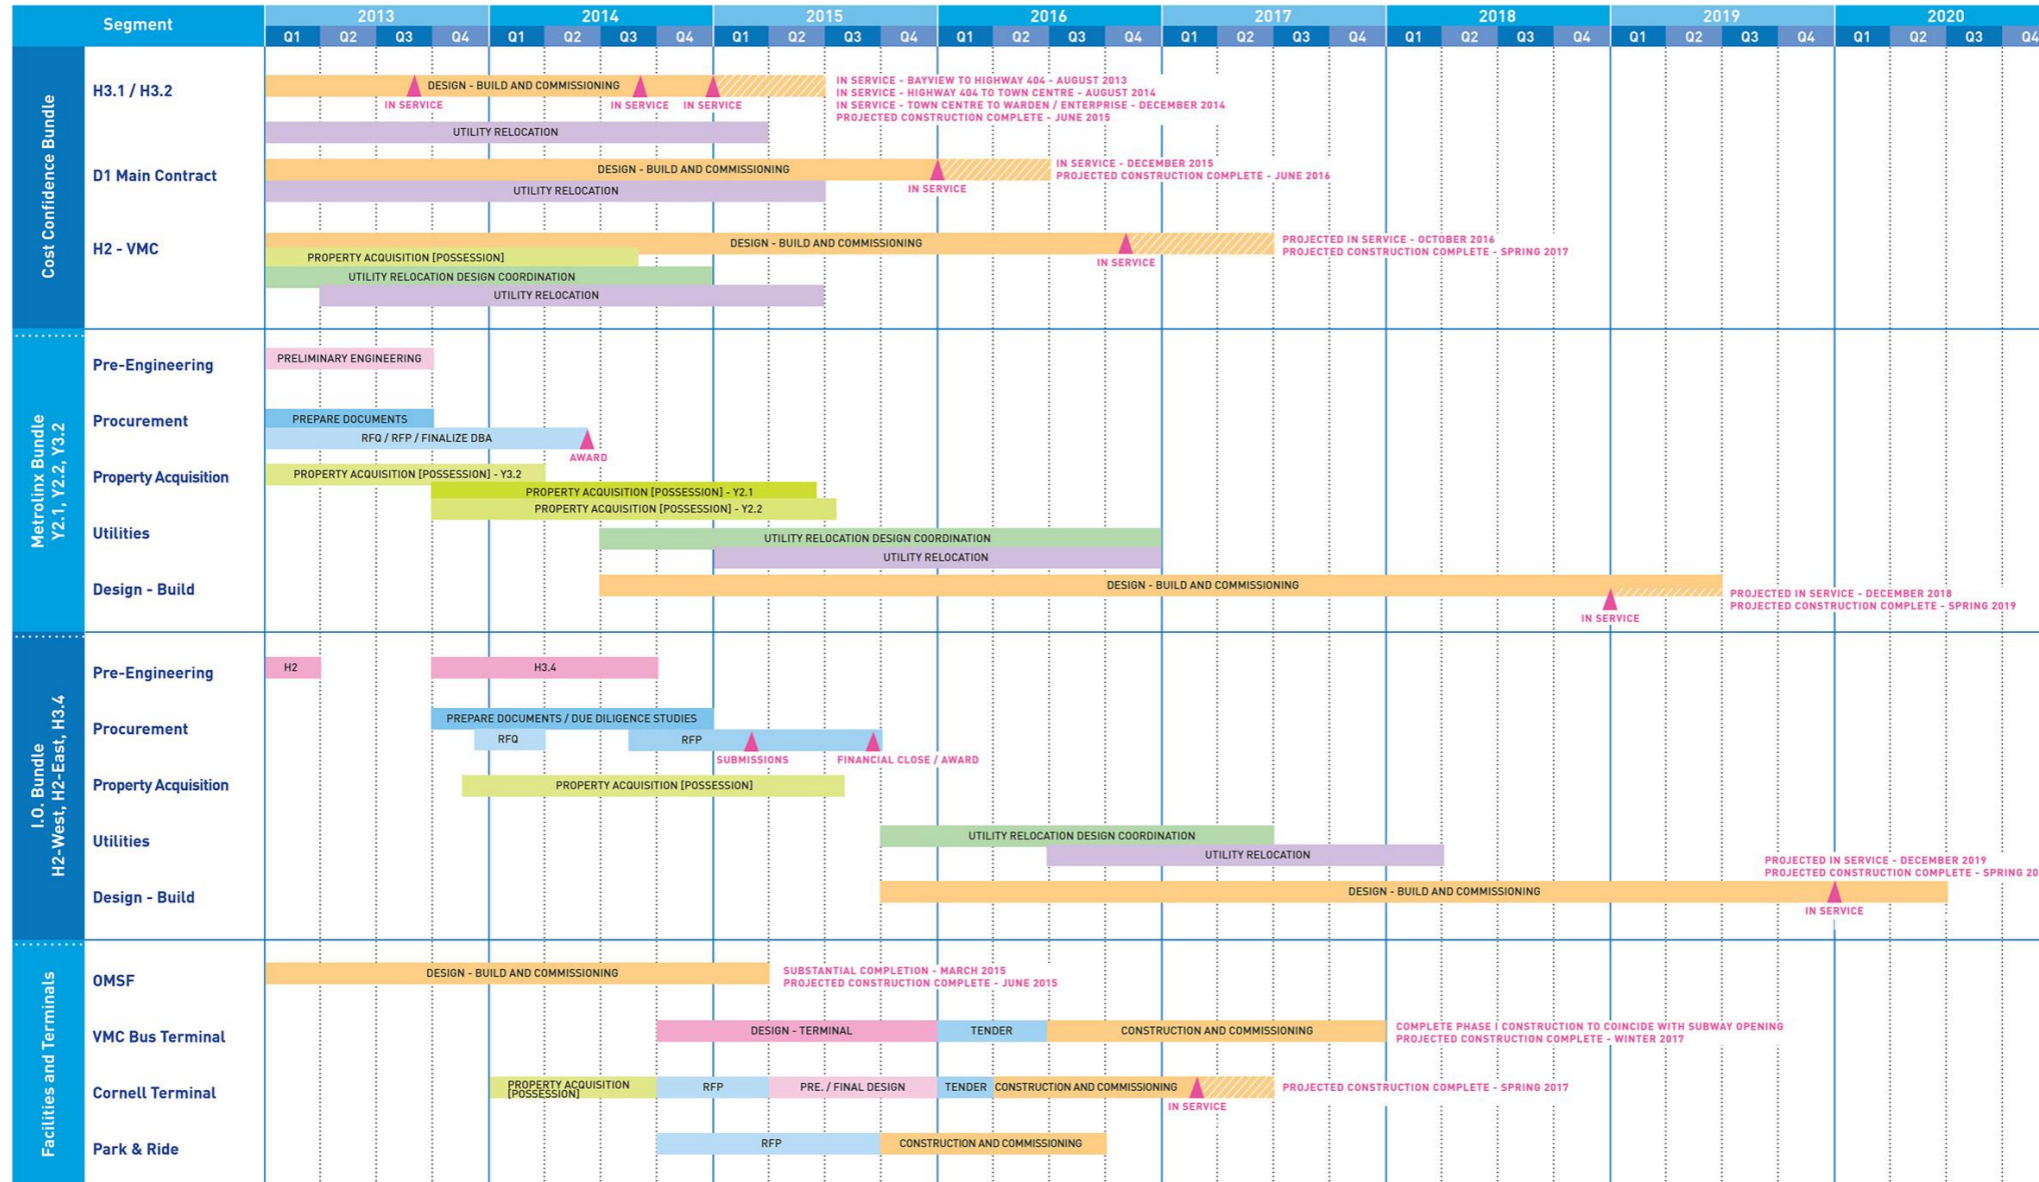 Segment
2013 2014 2015 2016 2017 2018 2019 2020
Q1 Q2 Q3 Q4 Q1 Q2 Q3 Q4 Q1 Q2 Q3 Q4 Q1 Q2 Q3 Q4 Q1 Q2 Q3 Q4 Q1 Q2 Q3 Q4 Q1 Q2 Q3 Q4 Q1 Q2 Q3 Q4
Cost Confidence Bundle
H3.1 / H3.2
DESIGN - BUILD AND COMMISSIONING
IN SERVICE
IN SERVICE
IN SERVICE
IN SERVICE - BAYVIEW TO HIGHWAY 404 - AUGUST 2013
IN SERVICE - HIGHWAY 404 TO TOWN CENTRE - AUGUST 2014
IN SERVICE - TOWN CENTRE TO WARDEN / ENTERPRISE - DECEMBER 2014
PROJECTED CONSTRUCTION COMPLETE - JUNE 2015
UTILITY RELOCATION
D1 Main Contract
DESIGN - BUILD AND COMMISSIONING
IN SERVICE
IN SERVICE - DECEMBER 2015
PROJECTED CONSTRUCTION COMPLETE - JUNE 2016
UTILITY RELOCATION
H2 - VMC
DESIGN - BUILD AND COMMISSIONING
IN SERVICE
PROJECTED IN SERVICE - OCTOBER 2016
PROJECTED CONSTRUCTION COMPLETE - SPRING 2017
PROPERTY ACQUISITION [POSSESSION]
UTILITY RELOCATION DESIGN COORDINATION
UTILITY RELOCATION
Metrolinx Bundle
Y2.1, Y2.2, Y3.2
Pre-Engineering
PRELIMINARY ENGINEERING
Procurement
PREPARE DOCUMENTS
RFQ / RFP / FINALIZE DBA
AWARD
Property Acquisition
PROPERTY ACQUISITION [POSSESSION] - Y3.2
PROPERTY ACQUISITION [POSSESSION] - Y2.1
PROPERTY ACQUISITION [POSSESSION] - Y2.2
Utilities
UTILITY RELOCATION DESIGN COORDINATION
UTILITY RELOCATION
Design - Build
DESIGN - BUILD AND COMMISSIONING
IN SERVICE
PROJECTED IN SERVICE - DECEMBER 2018
PROJECTED CONSTRUCTION COMPLETE - SPRING 2019
I.O. Bundle
H2-West, H2-East, H3.4
Pre-Engineering
H2
H3.4
Procurement
PREPARE DOCUMENTS / DUE DILIGENCE STUDIES
RFQ
RFP
SUBMISSIONS
FINANCIAL CLOSE / AWARD
Property Acquisition
PROPERTY ACQUISITION [POSSESSION]
Utilities
UTILITY RELOCATION DESIGN COORDINATION
UTILITY RELOCATION
Design - Build
PROJECTED IN SERVICE - DECEMBER 2019
PROJECTED CONSTRUCTION COMPLETE - SPRING 20
DESIGN - BUILD AND COMMISSIONING
IN SERVICE
Facilities and Terminals
OMSF
DESIGN - BUILD AND COMMISSIONING
SUBSTANTIAL COMPLETION - MARCH 2015
PROJECTED CONSTRUCTION COMPLETE - JUNE 2015
VMC Bus Terminal
DESIGN - TERMINAL
TENDER
CONSTRUCTION AND COMMISSIONING
COMPLETE PHASE I CONSTRUCTION TO COINCIDE WITH SUBWAY OPENING
PROJECTED CONSTRUCTION COMPLETE - WINTER 2017
Cornell Terminal
PROPERTY ACQUISITION
[POSSESSION]
RFP
PRE. / FINAL DESIGN
TENDER
CONSTRUCTION AND COMMISSIONING
IN SERVICE
PROJECTED CONSTRUCTION COMPLETE - SPRING 2017
Park & Ride
RFP
CONSTRUCTION AND COMMISSIONING